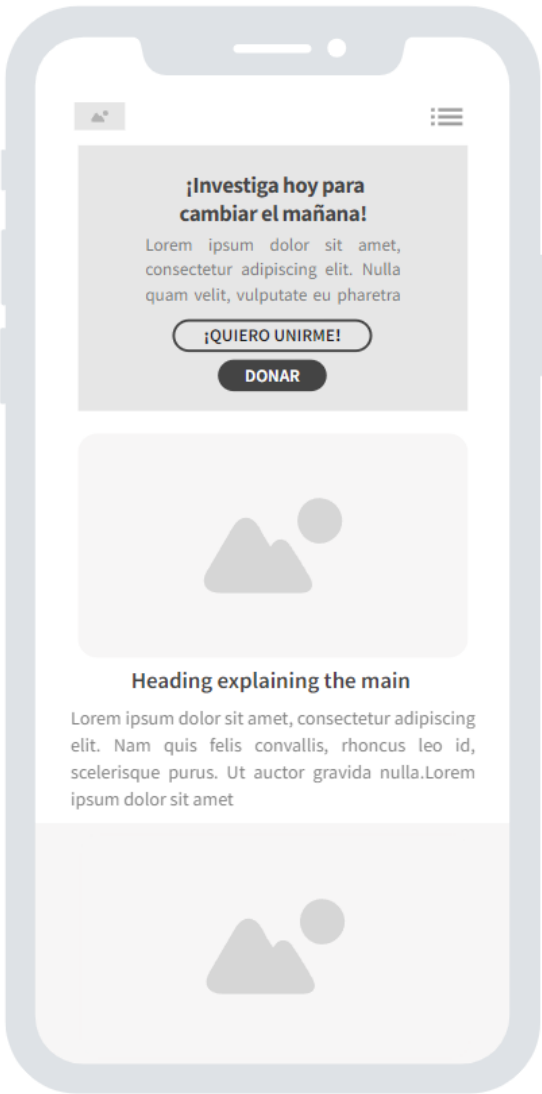 ¡Investiga hoy para
cambiar el mañana!
Lorem ipsum dolor sit amet,
consectetur adipiscing elit. Nulla
quam velit, vulputate eu pharetra
¡QUIERO UNIRME!
DONAR
Heading explaining the main
Lorem ipsum dolor sit amet, consectetur adipiscing
elit. Nam quis felis convallis, rhoncus leo id,
scelerisque purus. Ut auctor gravida nulla.Lorem
ipsum dolor sit amet